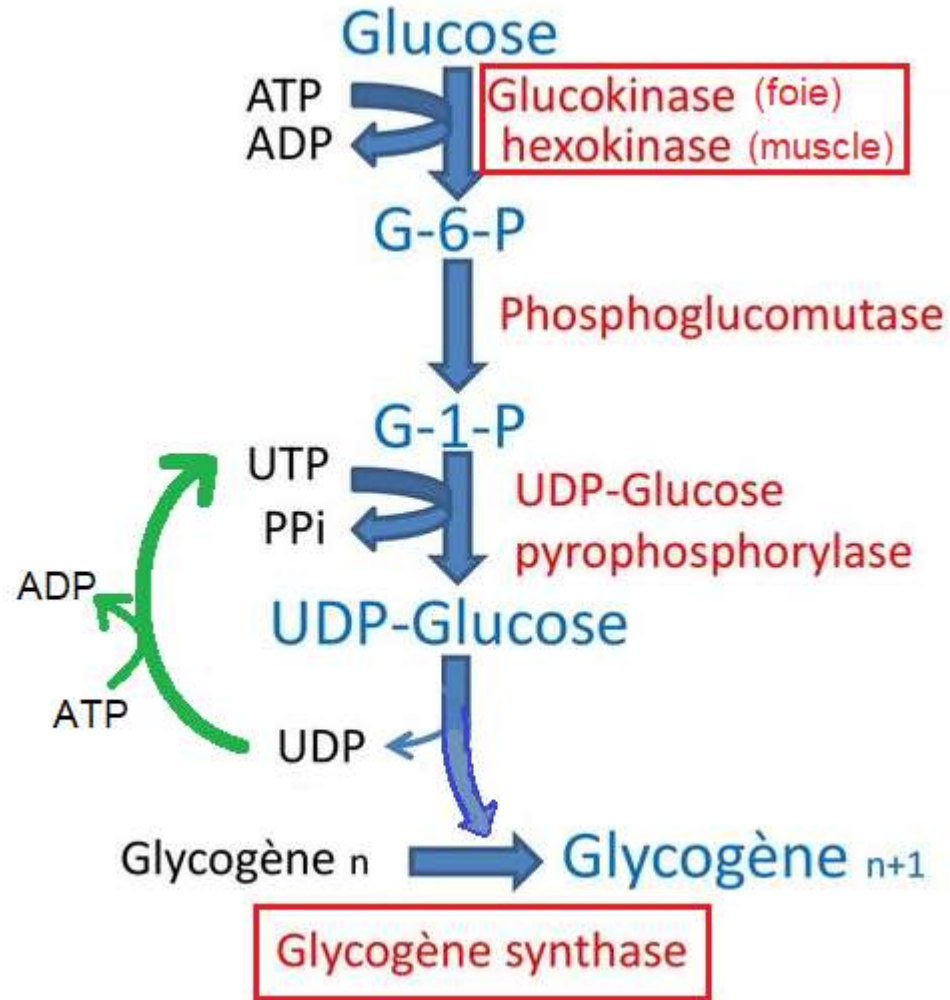 Glucose
ATP
ADP
Glucokinase (foie)
hexokinase (muscle)
G-6-P
Phosphoglucomutase
G-1-P
UTP
PPi
UDP-Glucose
pyrophosphorylase
ADP
ATP
UDP-Glucose
UDP
Glycogène n
Glycogène n+1
Glycogène synthase